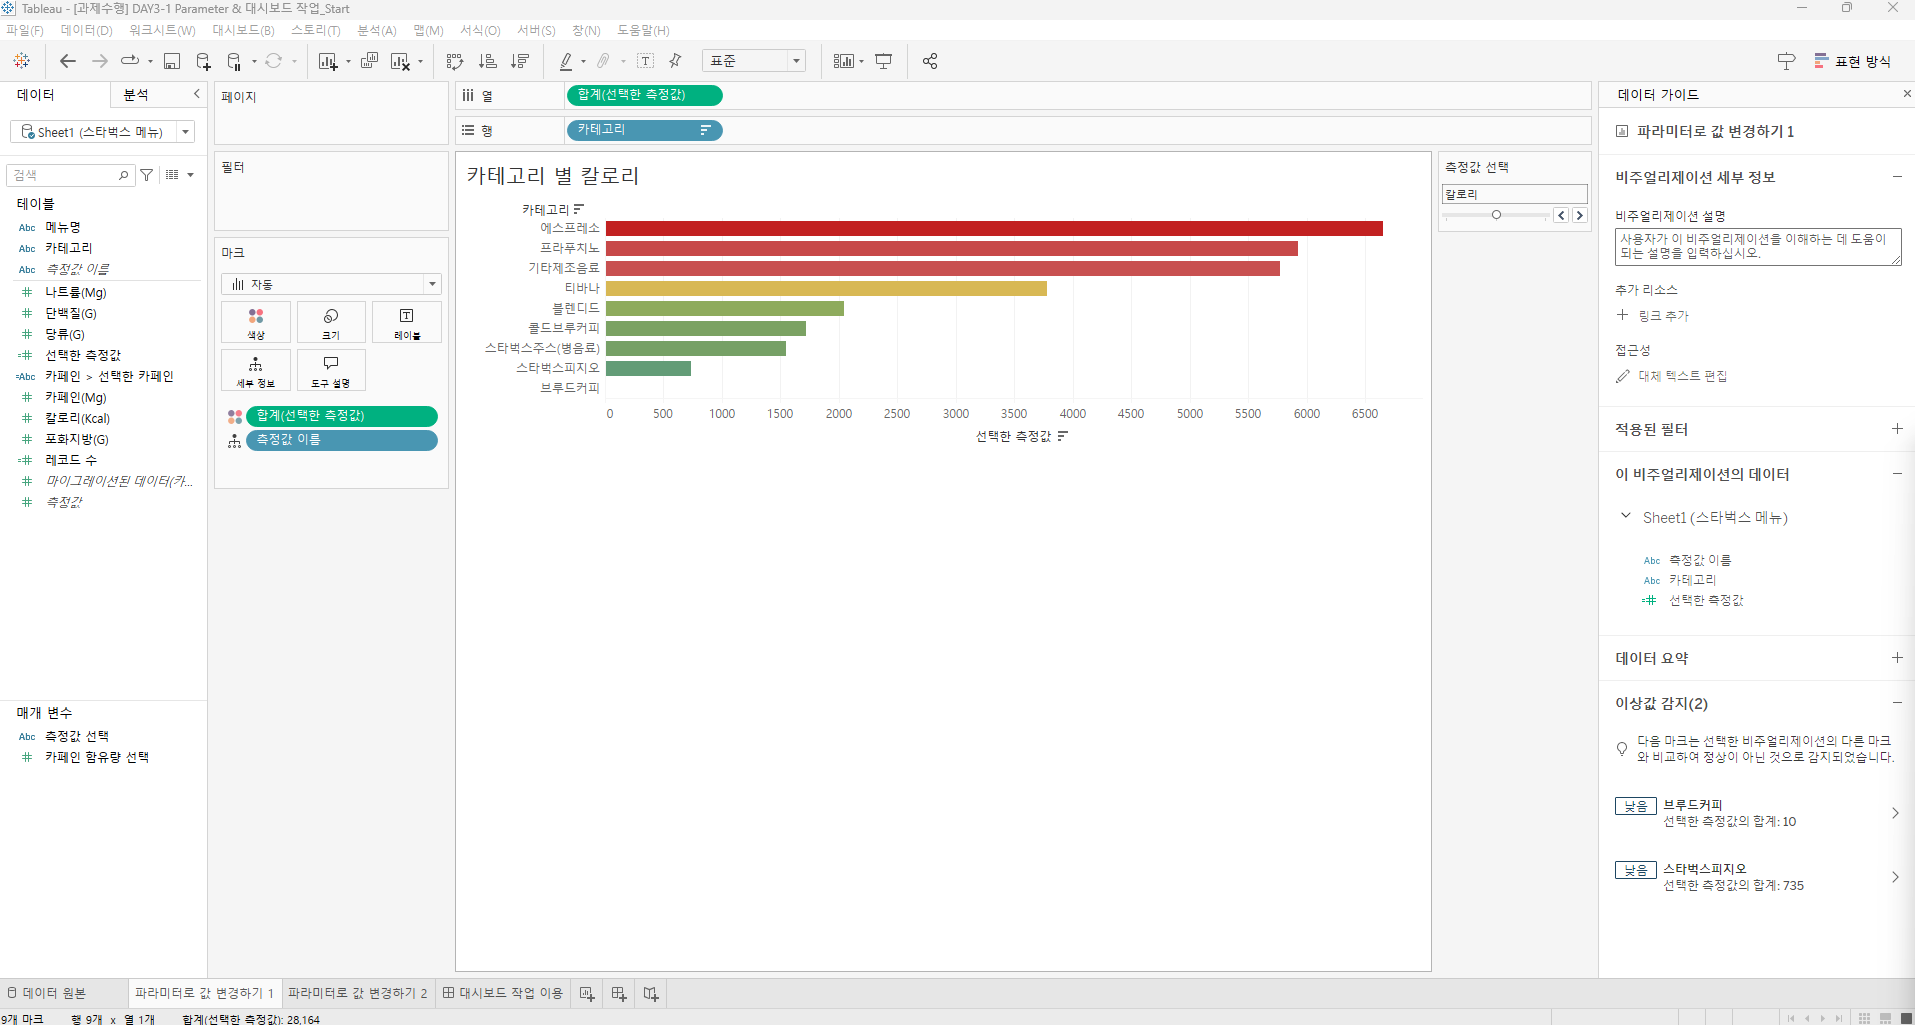 Tableau - [과제수행] DAY3-1 Parameter & 대시보드 작업_Start
파일(F) 데이터(D) 워크시트(W) 대시보드(B) 스토리(T) 분석(A) 맵(M) 서식(O) 서버(S) 창(N) 도움말(H)
표준
표현 방식
데이터
분석
Sheet1 (스타벅스 메뉴)
검색
테이블
Abc 메뉴명
Abc 카테고리
Abc 측정값 이름
나트륨(Mg)
단백질(G)
당류(G)
선택한 측정값
Abc 카페인 > 선택한 카페인
카페인(Mg)
칼로리(Kcal)
포화지방(G)
레코드 수
마이그레이션된 데이터(카...
측정값
매개 변수
Abc 측정값 선택
카페인 함유량 선택
페이지
필터
마크
자동
색상
크기
레이블
세부 정보
도구 설명
합계(선택한 측정값)
측정값 이름
열
합계(선택한 측정값)
행
카테고리
카테고리 별 칼로리
카테고리
에스프레소
프라푸치노
기타제조음료
티바나
블렌디드
콜드브루커피
스타벅스주스(병음료)
스타벅스피지오
브루드커피
0 500 1000 1500 2000 2500 3000 3500 4000 4500 5000 5500 6000 6500
선택한 측정값
측정값 선택
칼로리
데이터 가이드
파라미터로 값 변경하기 1
비주얼리제이션 세부 정보
비주얼리제이션 설명
사용자가 이 비주얼리제이션을 이해하는 데 도움이
되는 설명을 입력하십시오.
추가 리소스
링크 추가
접근성
대체 텍스트 편집
적용된 필터
이 비주얼리제이션의 데이터
Sheet1 (스타벅스 메뉴)
Abc 측정값 이름
Abc 카테고리
선택한 측정값
데이터 요약
이상값 감지(2)
다음 마크는 선택한 비주얼리제이션의 다른 마크
와 비교하여 정상이 아닌 것으로 감지되었습니다.
낮음 브루드커피
선택한 측정값의 합계: 10
낮음 스타벅스피지오
선택한 측정값의 합계: 735
데이터 원본
파라미터로 값 변경하기 1
파라미터로 값 변경하기 2
대시보드 작업 이용
9개 마크 행 9개 x 열 1개 합계(선택한 측정값): 28,164